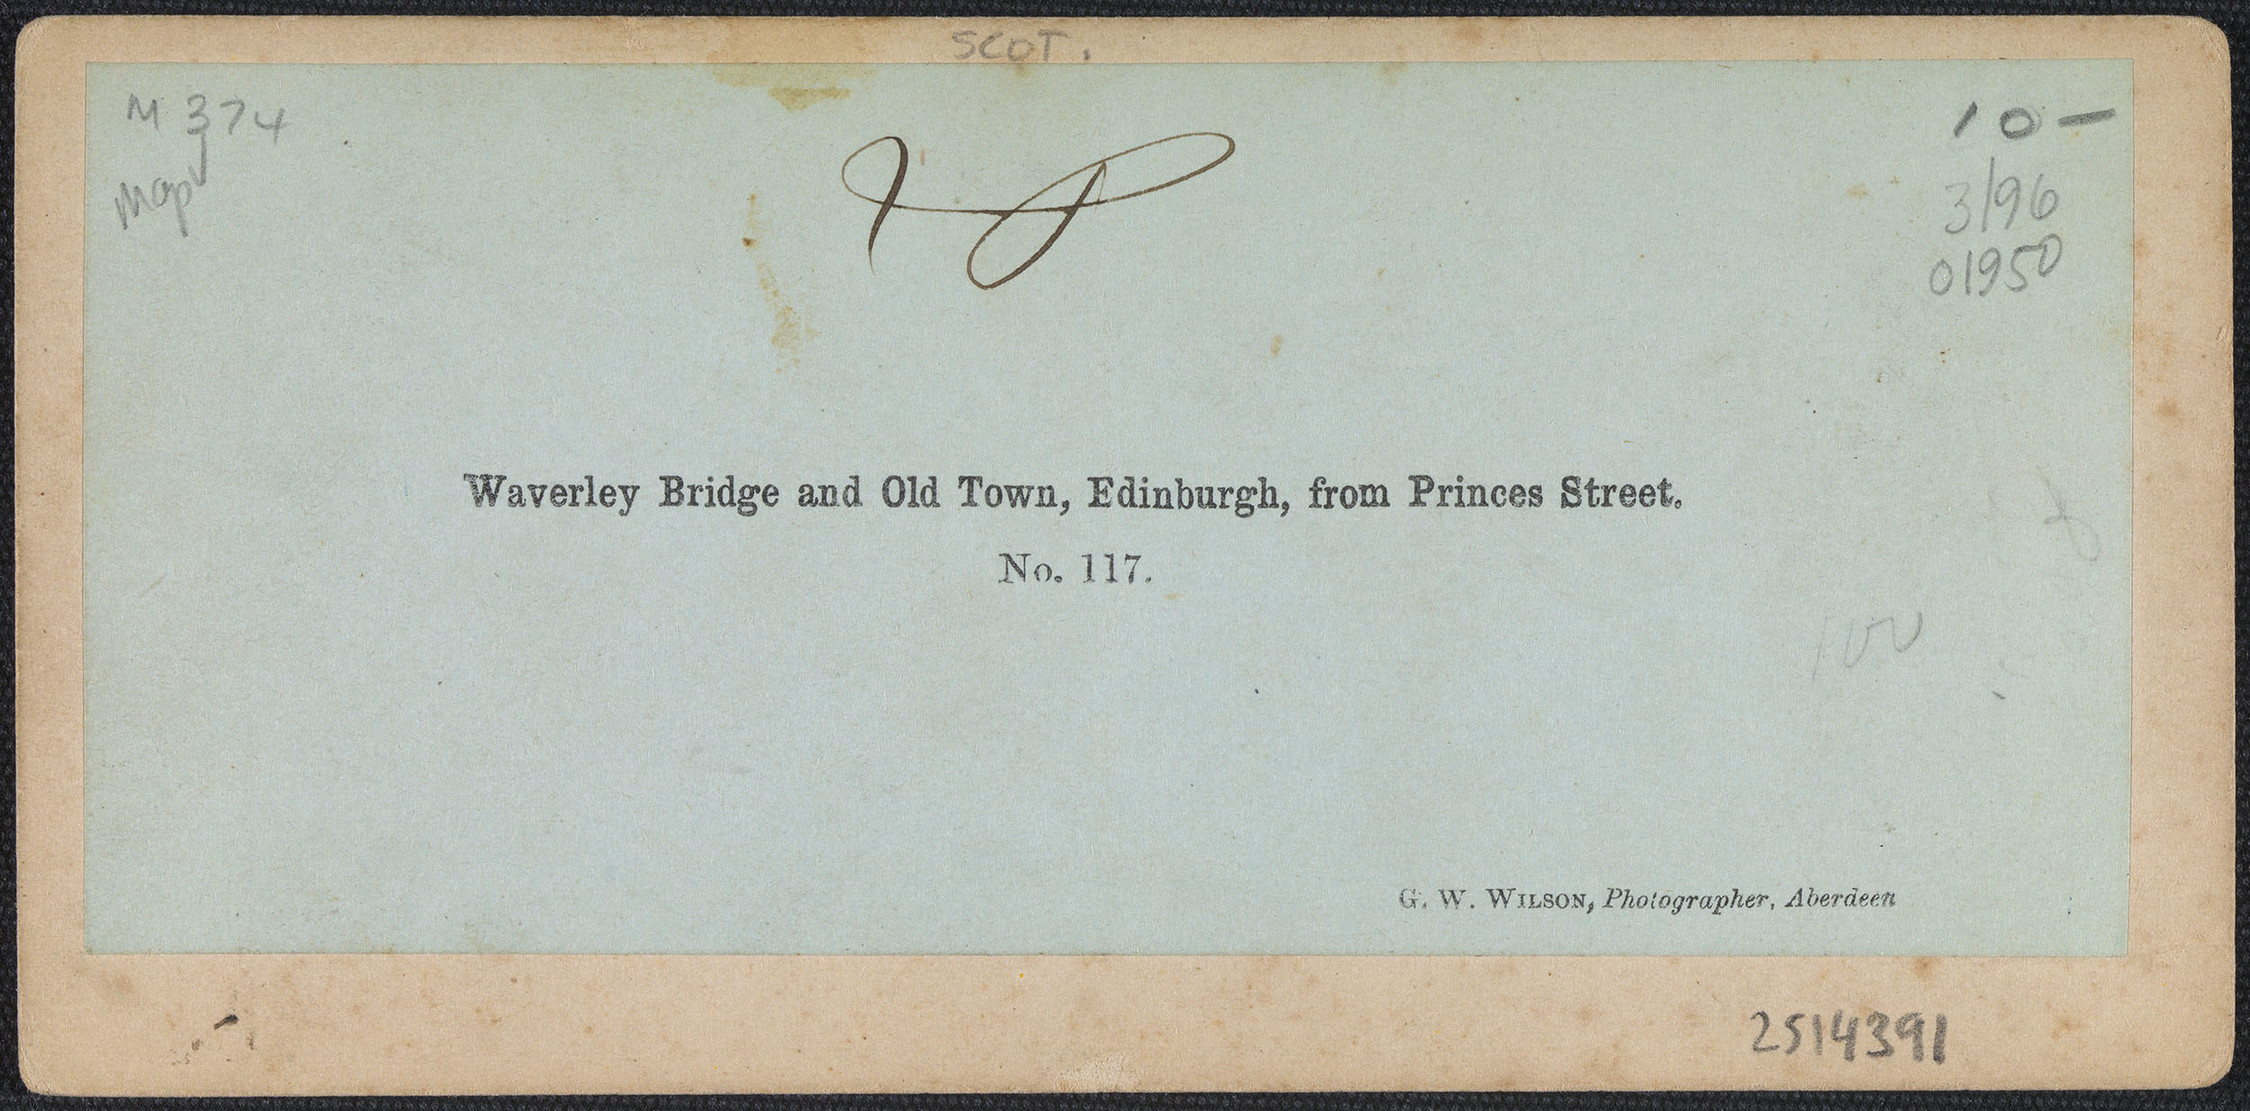 SCOT.
M 374
Map
10-
3/96
01950
Waverley Bridge and Old Town, Edinburgh, from Princes Street.
No. 117.
100
G. W. WILSON, Photographer, Aberdeen
2514391